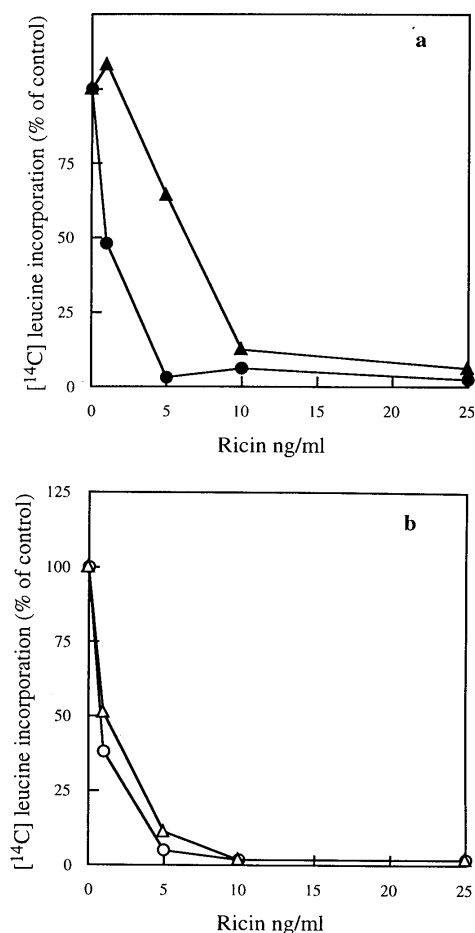 a
[¹⁴C] leucine incorporation (% of control)
75
50
25
0
0 5 10 15 20 25
Ricin ng/ml
b
[¹⁴C] leucine incorporation (% of control)
125
100
75
50
25
0
0 5 10 15 20 25
Ricin ng/ml